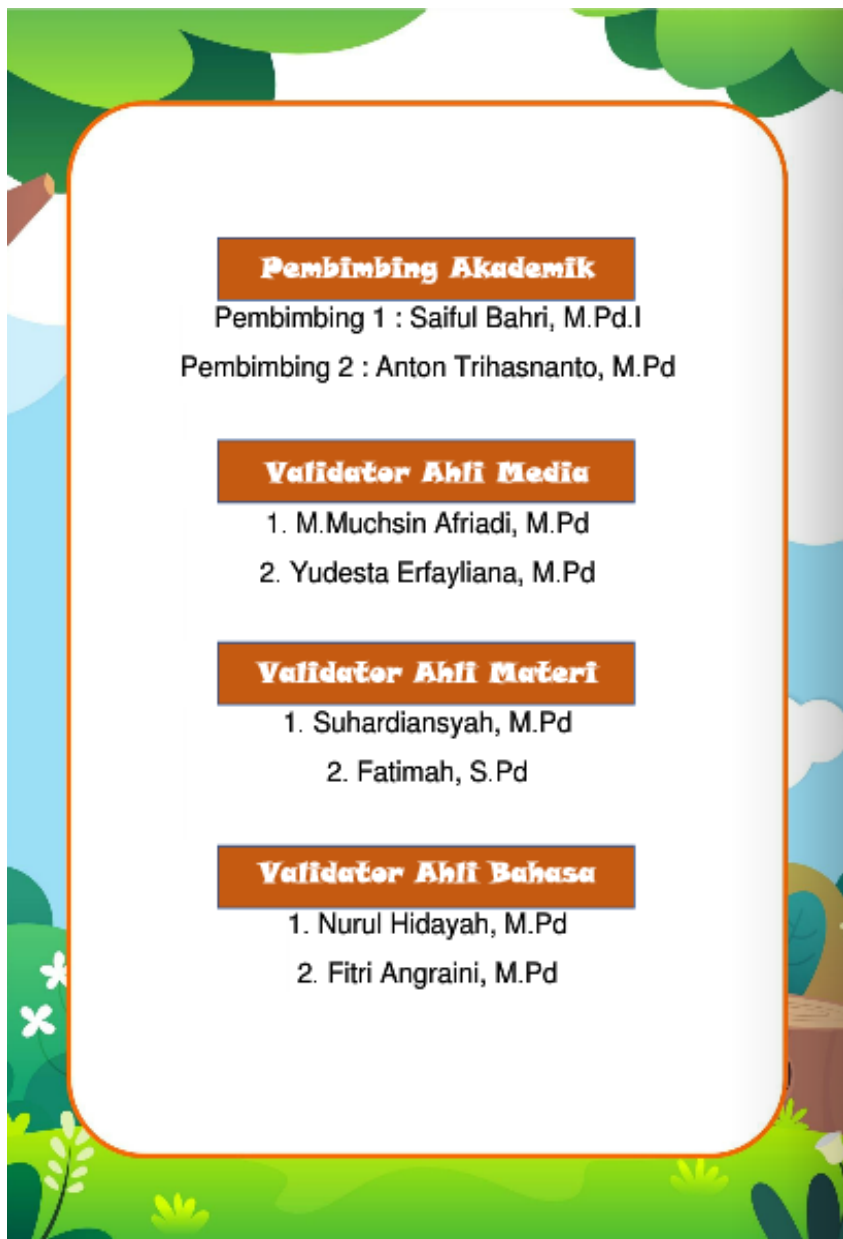 Pembimbing Akademik
Pembimbing 1 : Saiful Bahri, M.Pd.I
Pembimbing 2 : Anton Trihasnanto, M.Pd
Validator Ahli Media
1. M.Muchsin Afriadi, M.Pd
2. Yudesta Erfayliana, M.Pd
Validator Ahli Materi
1. Suhardiansyah, M.Pd
2. Fatimah, S.Pd
Validator Ahli Bahasa
1. Nurul Hidayah, M.Pd
2. Fitri Angraini, M.Pd